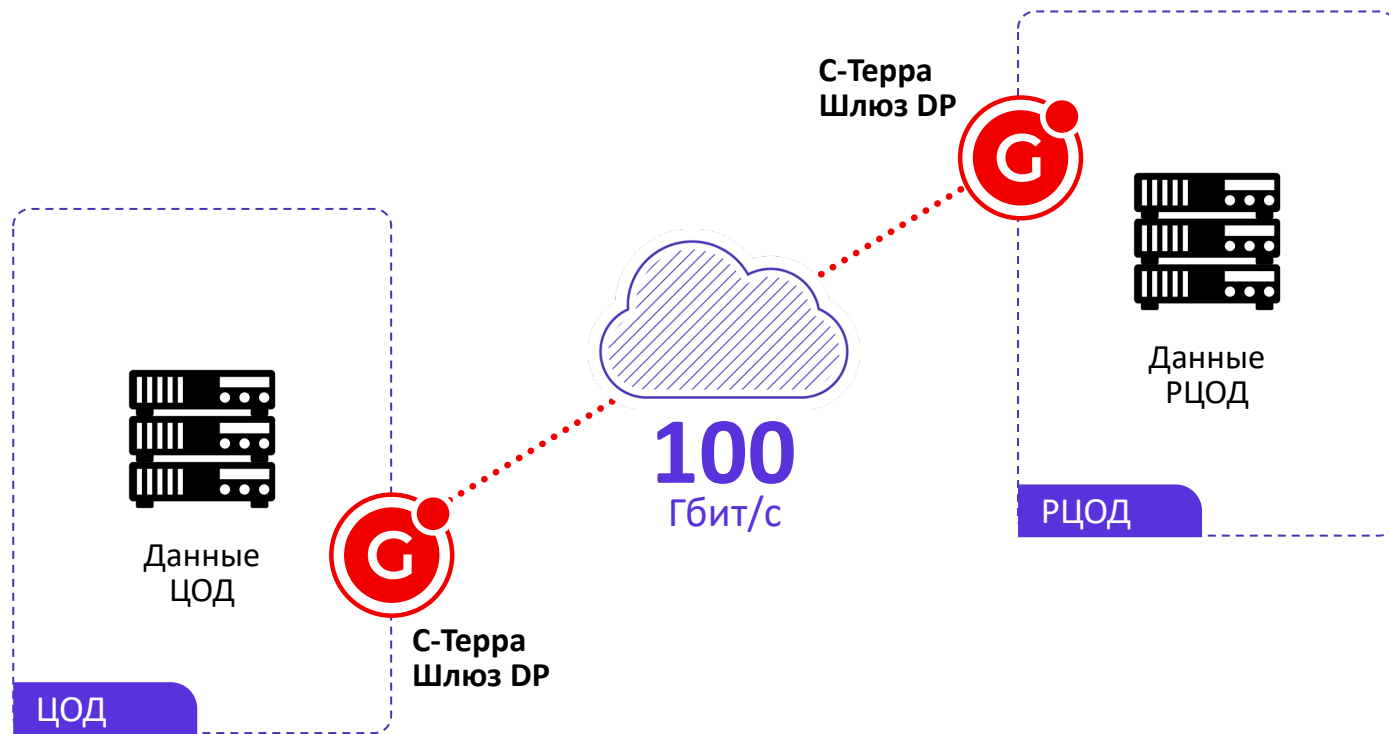 С-Терра
Шлюз DP
G
Данные
РЦОД
РЦОД
100
Гбит/с
Данные
ЦОД
G
С-Терра
Шлюз DP
ЦОД